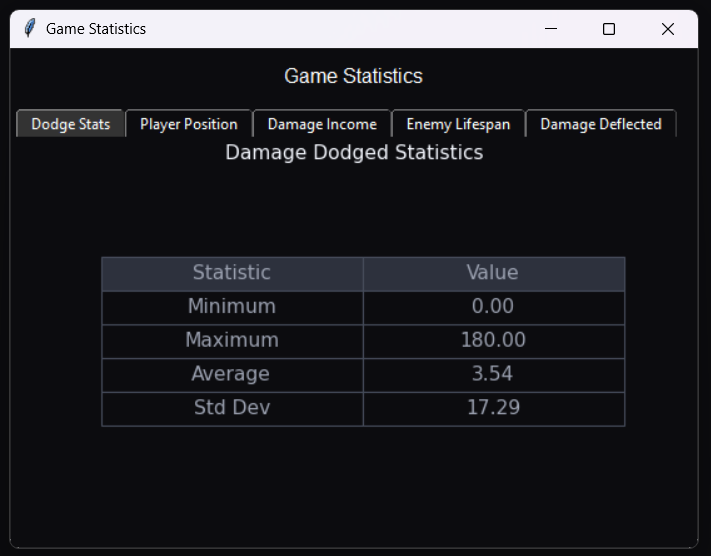 Game Statistics
Game Statistics
Dodge Stats Player Position Damage Income Enemy Lifespan Damage Deflected
Damage Dodged Statistics
Statistic Value
Minimum 0.00
Maximum 180.00
Average 3.54
Std Dev 17.29